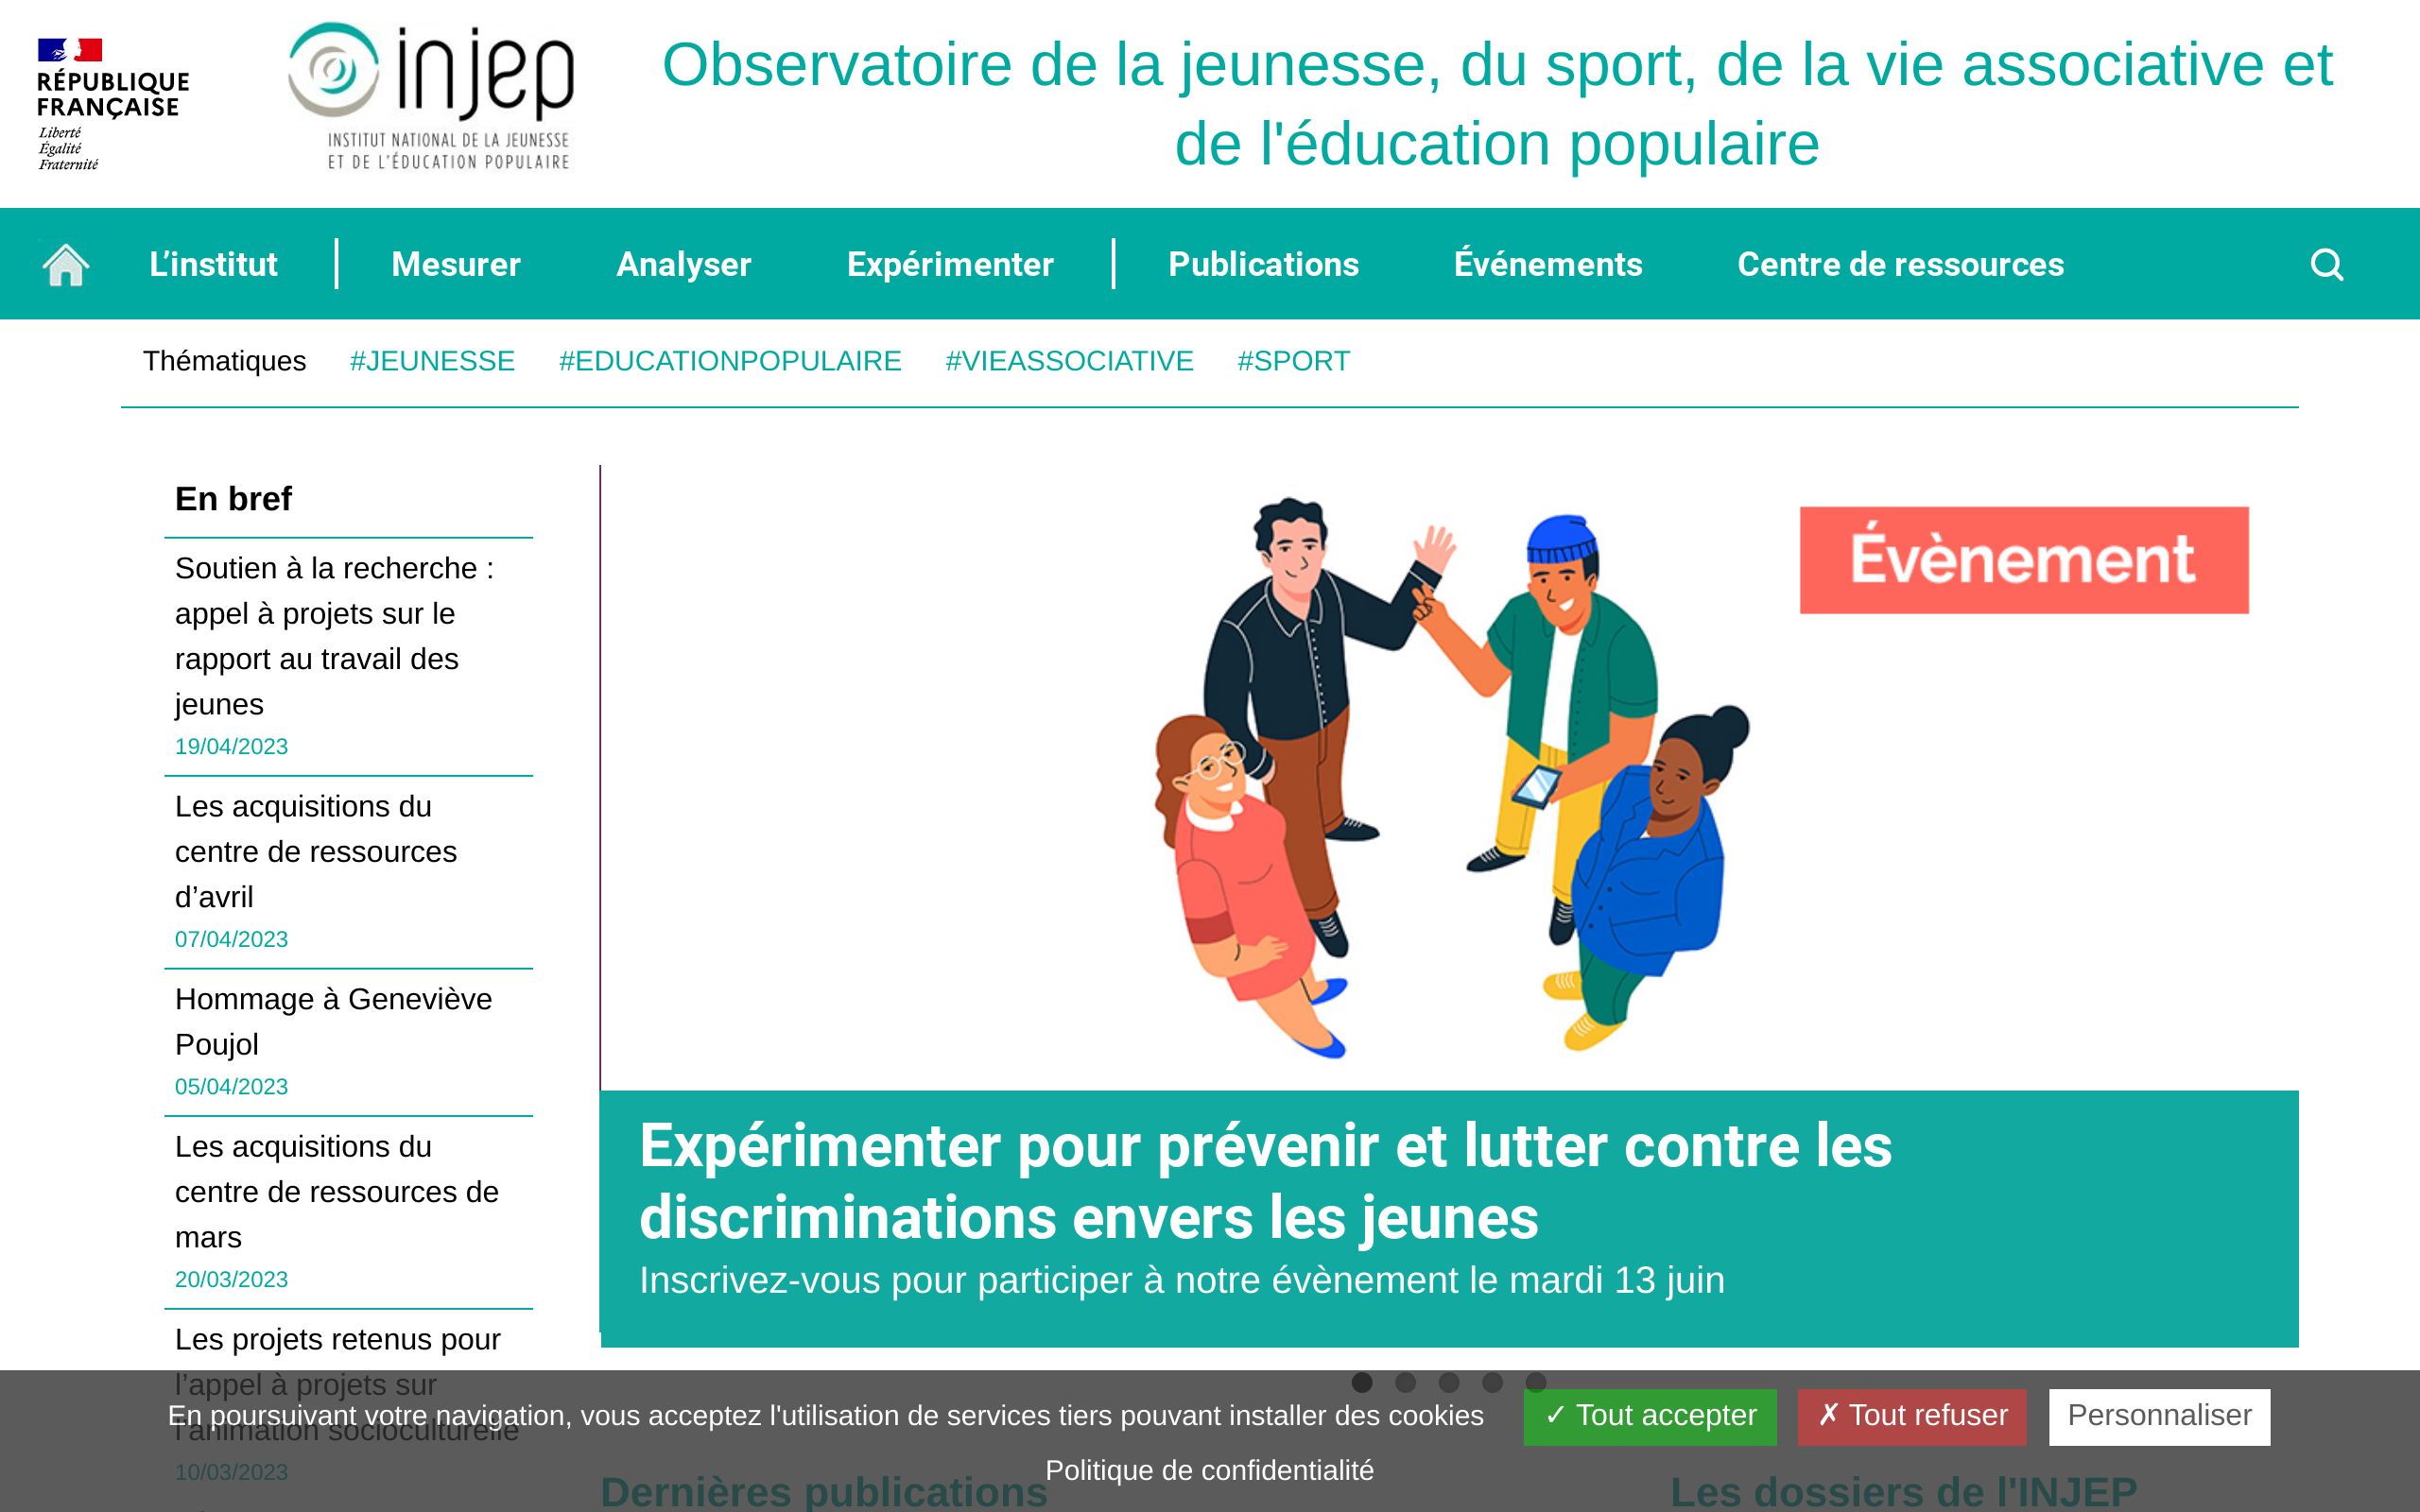 RÉPUBLIQUE
FRANÇAISE
Liberté
Égalité
Fraternité
injep
INSTITUT NATIONAL DE LA JEUNESSE
ET DE L'ÉDUCATION POPULAIRE
Observatoire de la jeunesse, du sport, de la vie associative et
de l'éducation populaire
L’institut Mesurer Analyser Expérimenter Publications Événements Centre de ressources
Thématiques #JEUNESSE #EDUCATIONPOPULAIRE #VIEASSOCIATIVE #SPORT
En bref
Soutien à la recherche :
appel à projets sur le
rapport au travail des
jeunes
19/04/2023
Les acquisitions du
centre de ressources
d’avril
07/04/2023
Hommage à Geneviève
Poujol
05/04/2023
Les acquisitions du
centre de ressources de
mars
20/03/2023
Les projets retenus pour
l’appel à projets sur
l’animation socioculturelle
10/03/2023
Évènement
Expérimenter pour prévenir et lutter contre les
discriminations envers les jeunes
Inscrivez-vous pour participer à notre évènement le mardi 13 juin
En poursuivant votre navigation, vous acceptez l'utilisation de services tiers pouvant installer des cookies
✓ Tout accepter ✗ Tout refuser Personnaliser
Politique de confidentialité
Dernières publications
Les dossiers de l'INJEP